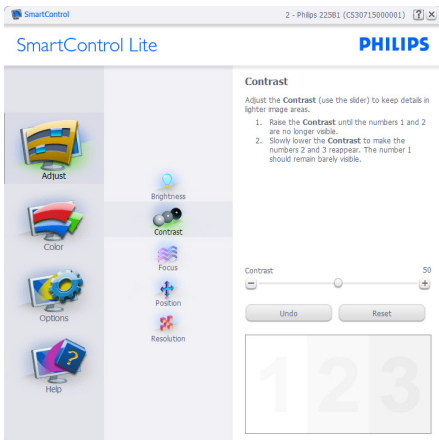 SmartControl
2 - Philips 225B1 (CS30715000001)
SmartControl Lite
PHILIPS
Adjust
Color
Options
Help
Brightness
Contrast
Focus
Position
Resolution
Contrast
Adjust the Contrast (use the slider) to keep details in
lighter image areas.
1. Raise the Contrast until the numbers 1 and 2
are no longer visible.
2. Slowly lower the Contrast to make the
numbers 2 and 3 reappear. The number 1
should remain barely visible.
Contrast 50
Undo Reset
1 2 3